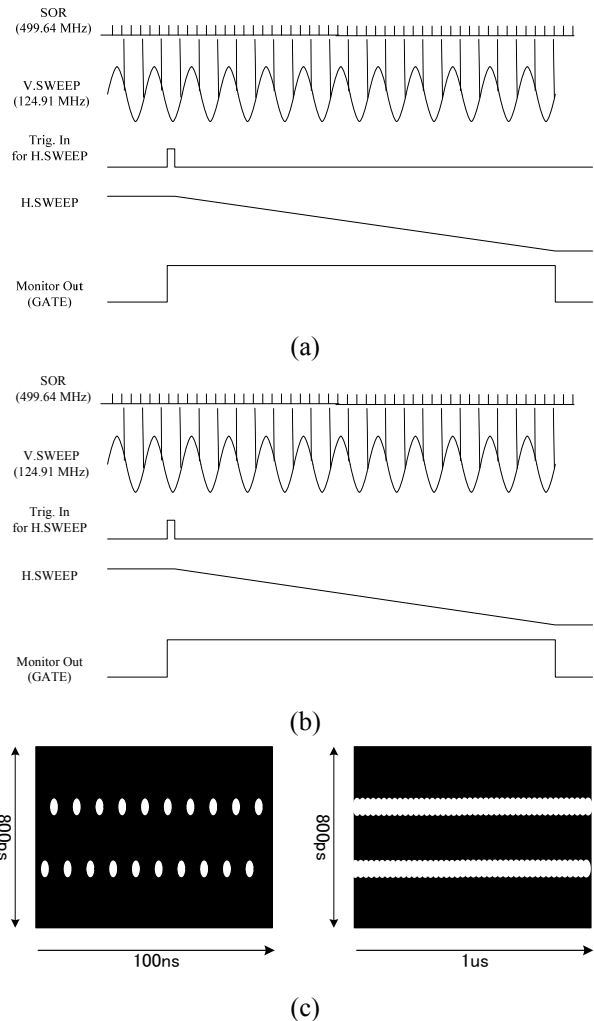 SOR
(499.64 MHz)
V.SWEEP
(124.91 MHz)
Trig. In
for H.SWEEP
H.SWEEP
Monitor Out
(GATE)
(a)
SOR
(499.64 MHz)
V.SWEEP
(124.91 MHz)
Trig. In
for H.SWEEP
H.SWEEP
Monitor Out
(GATE)
(b)
800ps
100ns
800ps
1us
(c)